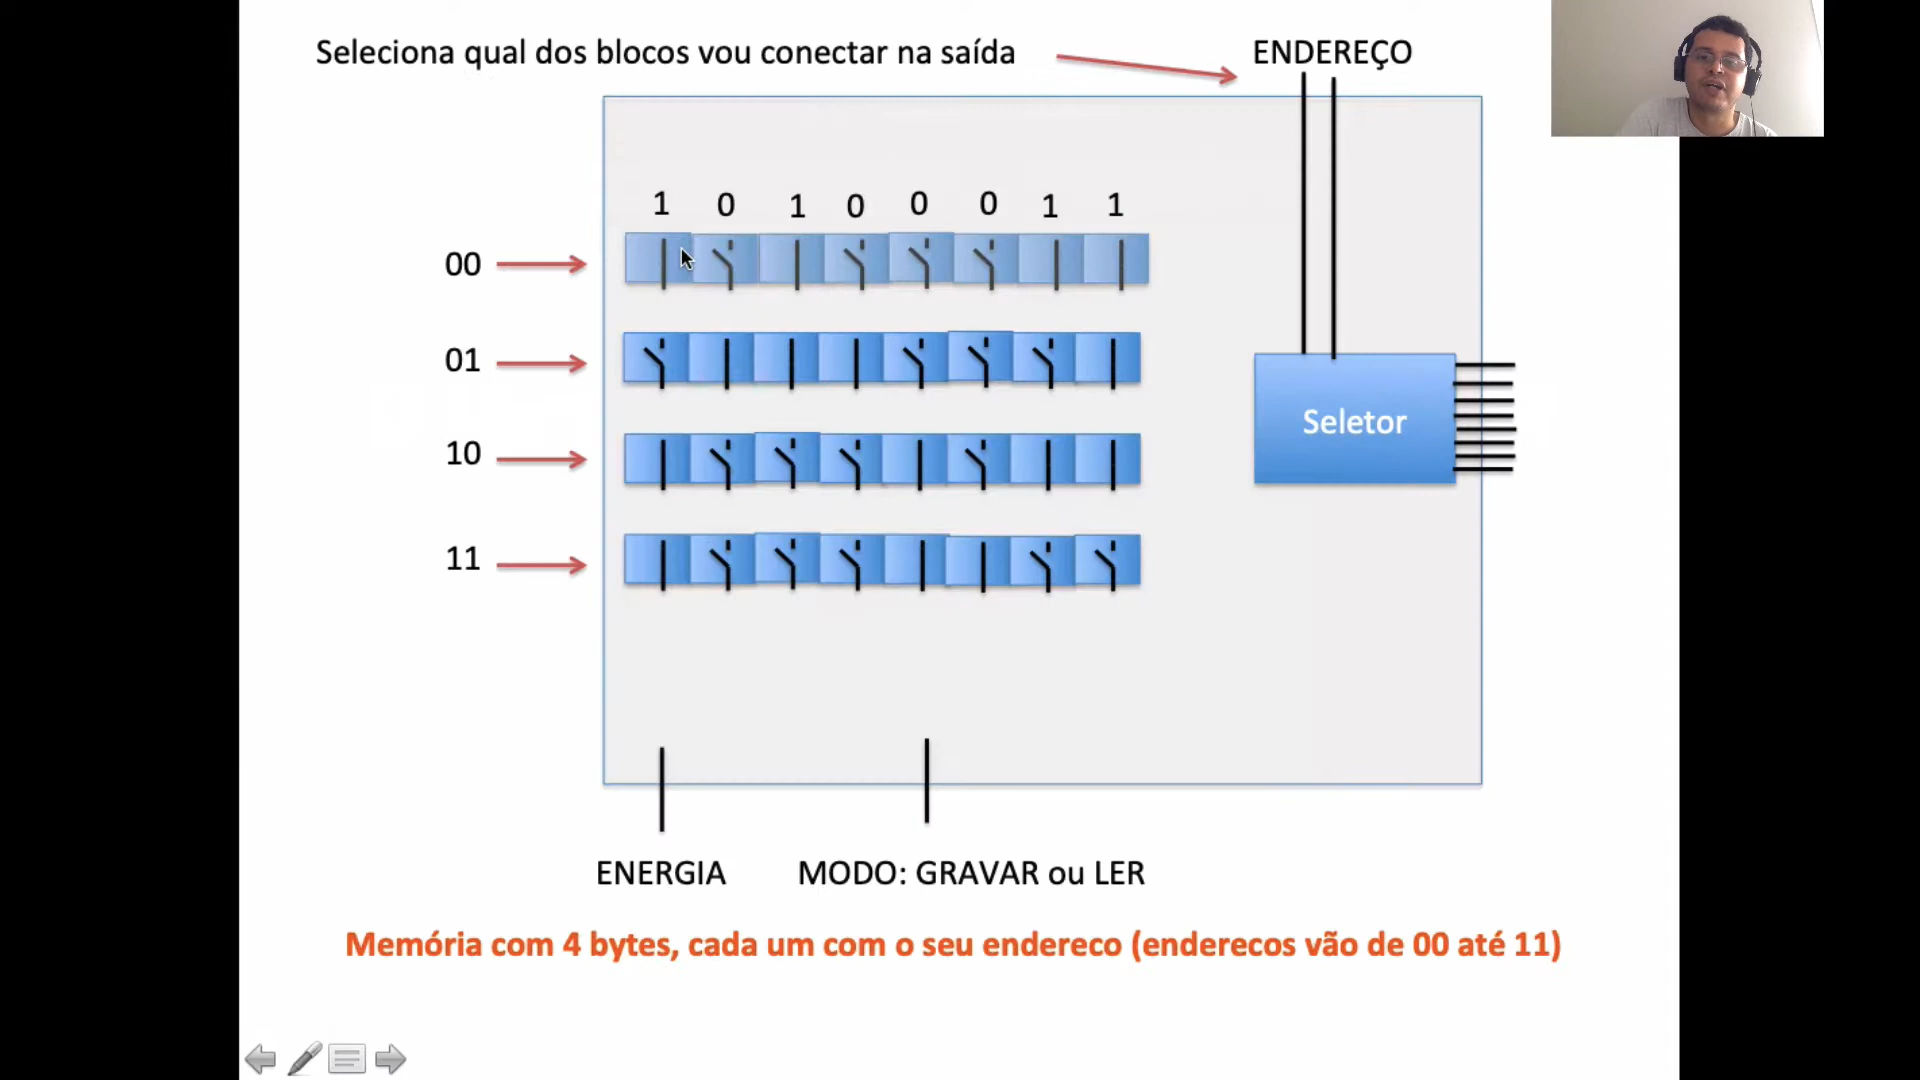 Seleciona qual dos blocos vou conectar na saída
ENDEREÇO
1 0 1 0 0 0 1 1
00
01
10
11
Seletor
ENERGIA
MODO: GRAVAR ou LER
Memória com 4 bytes, cada um com o seu endereco (enderecos vão de 00 até 11)